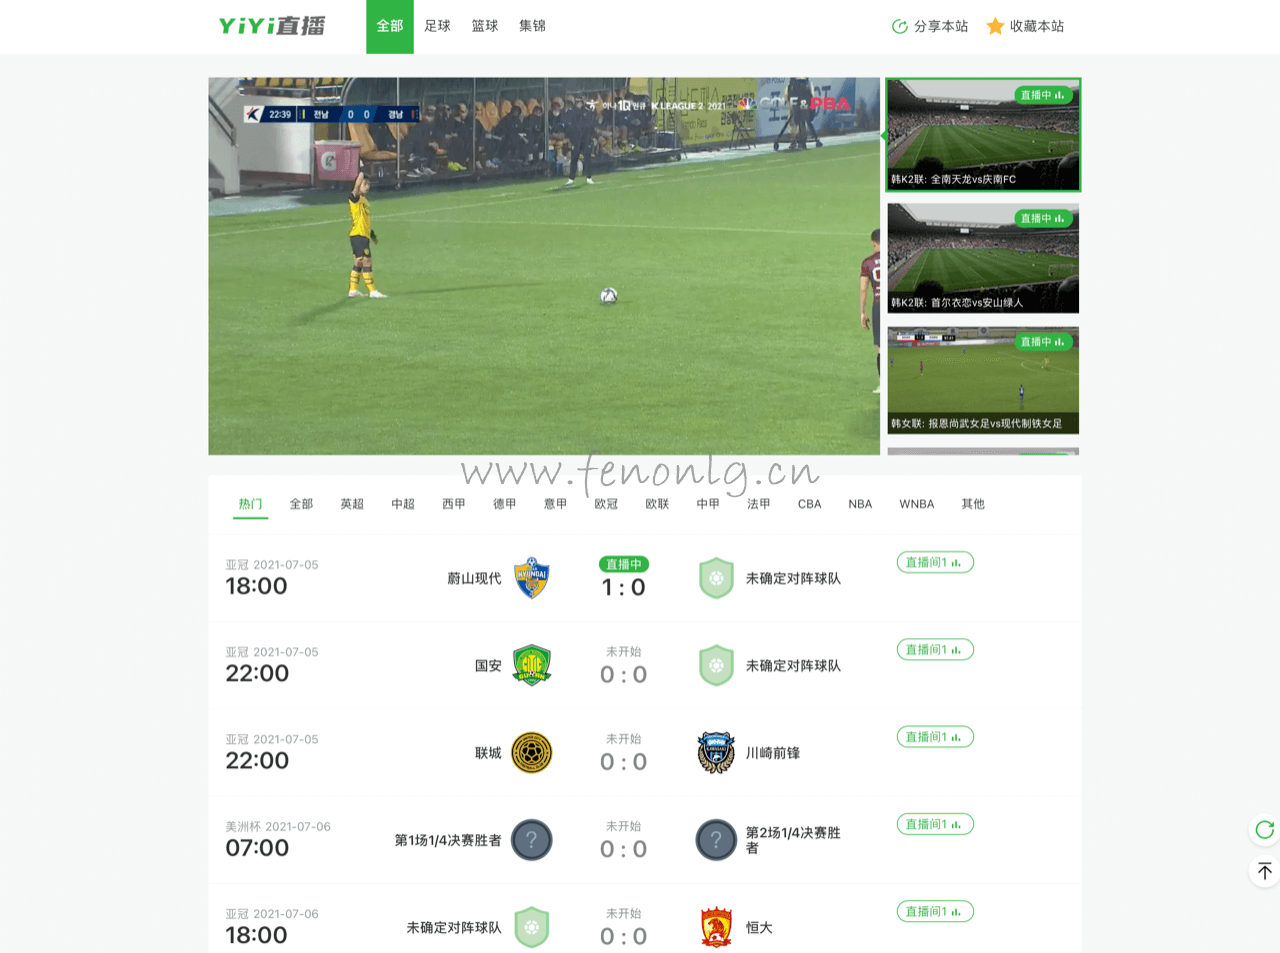 YiYi直播
全部 足球 篮球 集锦
分享本站 收藏本站
22:39 전남 0 0 경남
하나1Q 원큐 K LEAGUE 2 2021
GOLF & PBA
直播中
韩K2联: 全南天龙vs庆南FC
直播中
韩K2联: 首尔衣恋vs安山绿人
直播中
韩女联: 报恩尚武女足vs现代制铁女足
www.fenonlg.cn
热门 全部 英超 中超 西甲 德甲 意甲 欧冠 欧联 中甲 法甲 CBA NBA WNBA 其他
亚冠 2021-07-05
18:00
蔚山现代
HYUNDAI
直播中
1 : 0
未确定对阵球队
直播间1
亚冠 2021-07-05
22:00
国安
未开始
0 : 0
未确定对阵球队
直播间1
亚冠 2021-07-05
22:00
联城
未开始
0 : 0
川崎前锋
直播间1
美洲杯 2021-07-06
07:00
第1场1/4决赛胜者
?
未开始
0 : 0
?
第2场1/4决赛胜
者
直播间1
亚冠 2021-07-06
18:00
未确定对阵球队
未开始
0 : 0
恒大
直播间1